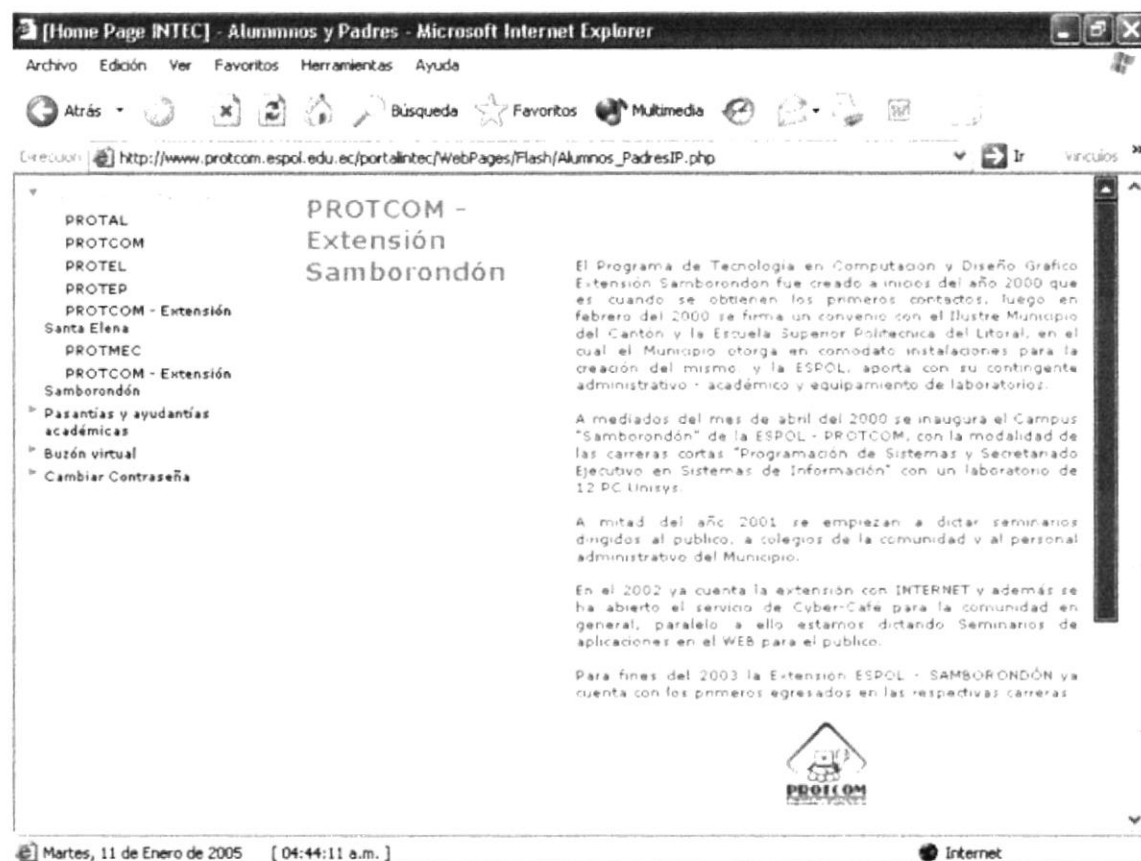 [Home Page INTEC] - Alummnos y Padres - Microsoft Internet Explorer
Archivo Edición Ver Favoritos Herramientas Ayuda
Atrás Búsqueda Favoritos Multimedia
Dirección http://www.protcom.espol.edu.ec/portalintec/WebPages/Flash/Alumnos_PadresIP.php Ir Vínculos »
PROTAL
PROTCOM
PROTEL
PROTEP
PROTCOM - Extensión
Santa Elena
PROTMEC
PROTCOM - Extensión
Samborondón
Pasantías y ayudantías
académicas
Buzón virtual
Cambiar Contraseña
PROTCOM -
Extensión
Samborondón
El Programa de Tecnología en Computación y Diseño Gráfico
Extensión Samborondon fue creado a inicios del año 2000 que
es cuando se obtienen los primeros contactos, luego en
febrero del 2000 se firma un convenio con el Ilustre Municipio
del Cantón y la Escuela Superior Politecnica del Litoral, en el
cual el Municipio otorga en comodato instalaciones para la
creación del mismo, y la ESPOL, aporta con su contingente
administrativo - académico y equipamiento de laboratorios.
A mediados del mes de abril del 2000 se inaugura el Campus
"Samborondón" de la ESPOL - PROTCOM, con la modalidad de
las carreras cortas "Programación de Sistemas y Secretariado
Ejecutivo en Sistemas de Información" con un laboratorio de
12 PC Unisys.
A mitad del año 2001 se empiezan a dictar seminarios
dirigidos al publico, a colegios de la comunidad y al personal
administrativo del Municipio.
En el 2002 ya cuenta la extensión con INTERNET y además se
ha abierto el servicio de Cyber-Café para la comunidad en
general, paralelo a ello estamos dictando Seminarios de
aplicaciones en el WEB para el publico.
Para fines del 2003 la Extensión ESPOL - SAMBORONDÓN ya
cuenta con los primeros egresados en las respectivas carreras
PROTCOM
Martes, 11 de Enero de 2005 [ 04:44:11 a.m. ] Internet